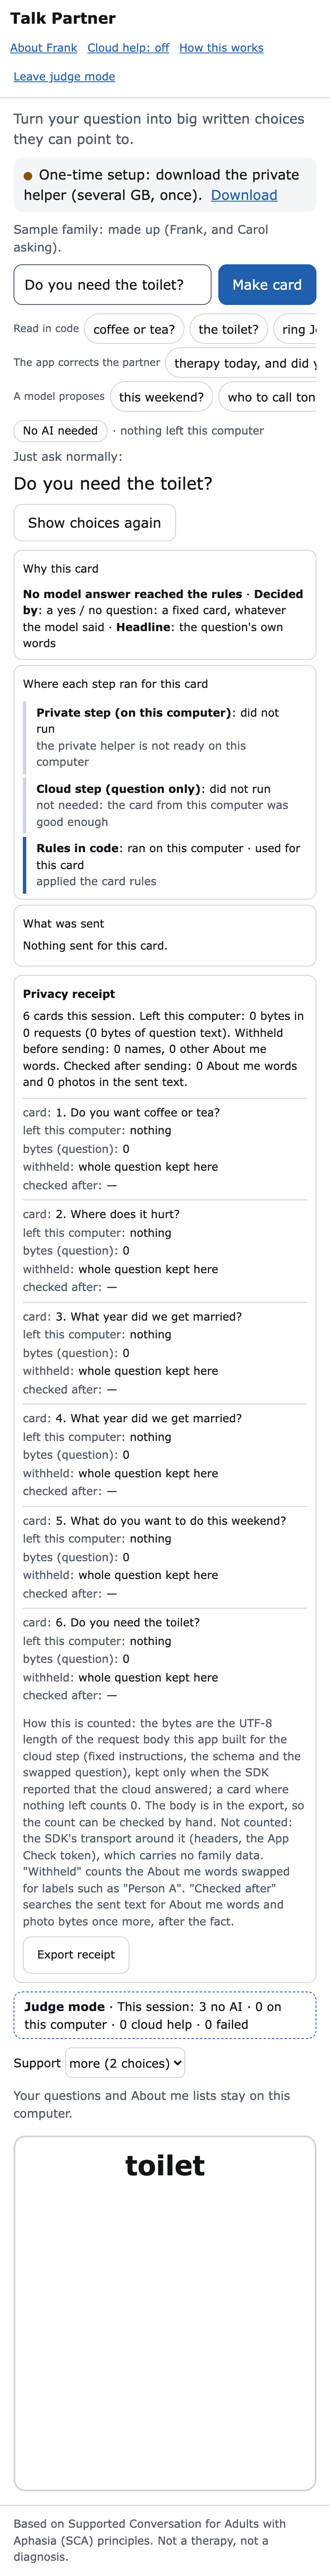 Talk Partner
About Frank Cloud help: off How this works
Leave judge mode
Turn your question into big written choices
they can point to.
One-time setup: download the private
helper (several GB, once). Download
Sample family: made up (Frank, and Carol
asking).
Do you need the toilet? Make card
Read in code coffee or tea? the toilet? ring
The app corrects the partner therapy today, and did
A model proposes this weekend? who to call ton
No AI needed · nothing left this computer
Just ask normally:
Do you need the toilet?
Show choices again
Why this card
No model answer reached the rules · Decided
by: a yes / no question: a fixed card, whatever
the model said · Headline: the question's own
words
Where each step ran for this card
Private step (on this computer): did not
run
the private helper is not ready on this
computer
Cloud step (question only): did not run
not needed: the card from this computer was
good enough
Rules in code: ran on this computer · used for
this card
applied the card rules
What was sent
Nothing sent for this card.
Privacy receipt
6 cards this session. Left this computer: 0 bytes in
0 requests (0 bytes of question text). Withheld
before sending: 0 names, 0 other About me
words. Checked after sending: 0 About me words
and 0 photos in the sent text.
card: 1. Do you want coffee or tea?
left this computer: nothing
bytes (question): 0
withheld: whole question kept here
checked after: —
card: 2. Where does it hurt?
left this computer: nothing
bytes (question): 0
withheld: whole question kept here
checked after: —
card: 3. What year did we get married?
left this computer: nothing
bytes (question): 0
withheld: whole question kept here
checked after: —
card: 4. What year did we get married?
left this computer: nothing
bytes (question): 0
withheld: whole question kept here
checked after: —
card: 5. What do you want to do this weekend?
left this computer: nothing
bytes (question): 0
withheld: whole question kept here
checked after: —
card: 6. Do you need the toilet?
left this computer: nothing
bytes (question): 0
withheld: whole question kept here
checked after: —
How this is counted: the bytes are the UTF-8
length of the request body this app built for the
cloud step (fixed instructions, the schema and the
swapped question), kept only when the SDK
reported that the cloud answered; a card where
nothing left counts 0. The body is in the export, so
the count can be checked by hand. Not counted:
the SDK's transport around it (headers, the App
Check token), which carries no family data.
"Withheld" counts the About me words swapped
for labels such as "Person A". "Checked after"
searches the sent text for About me words and
photo bytes once more, after the fact.
Export receipt
Judge mode · This session: 3 no AI · 0 on
this computer · 0 cloud help · 0 failed
Support more (2 choices)
Your questions and About me lists stay on this
computer.
toilet
Based on Supported Conversation for Adults with
Aphasia (SCA) principles. Not a therapy, not a
diagnosis.